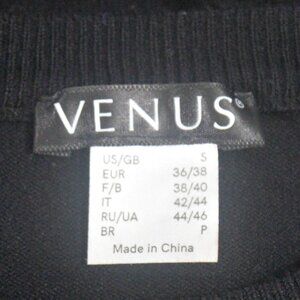 VENUS®
US/GB S
EUR 36/38
F/B 38/40
IT 42/44
RU/UA 44/46
BR P
Made in China